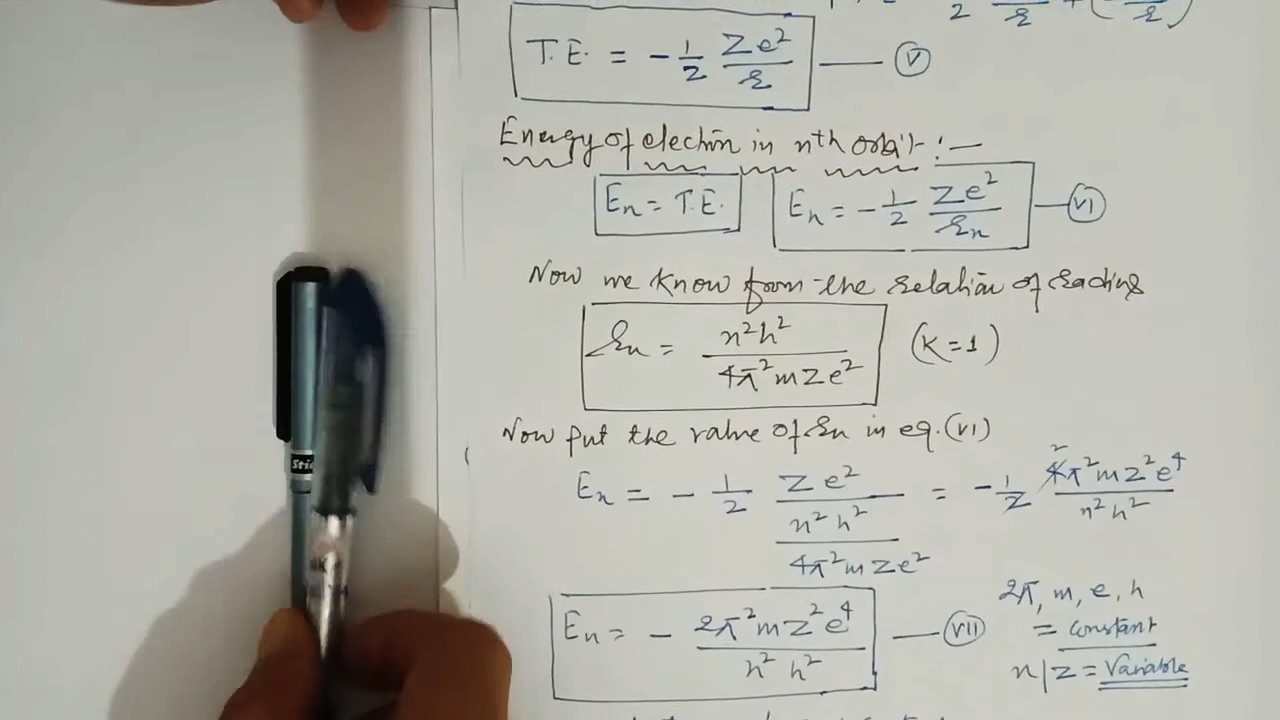 T.E. = -1/2 Ze²/r —— (V)
Energy of electron in nth orbit :—
En = T.E. En = -1/2 Ze²/rn —— (VI)
Now we know from the relation of radius
rn = n²h²/4π²mZe² (K=1)
Now put the value of rn in eq.(VI)
En = -1/2 Ze²/(n²h²/4π²mZe²) = -1/2 4²π²mZ²e⁴/n²h²
2π, m, e, h
= constant
En = - 2π²mZ²e⁴/n²h² —— (VII)
n/Z = Variable